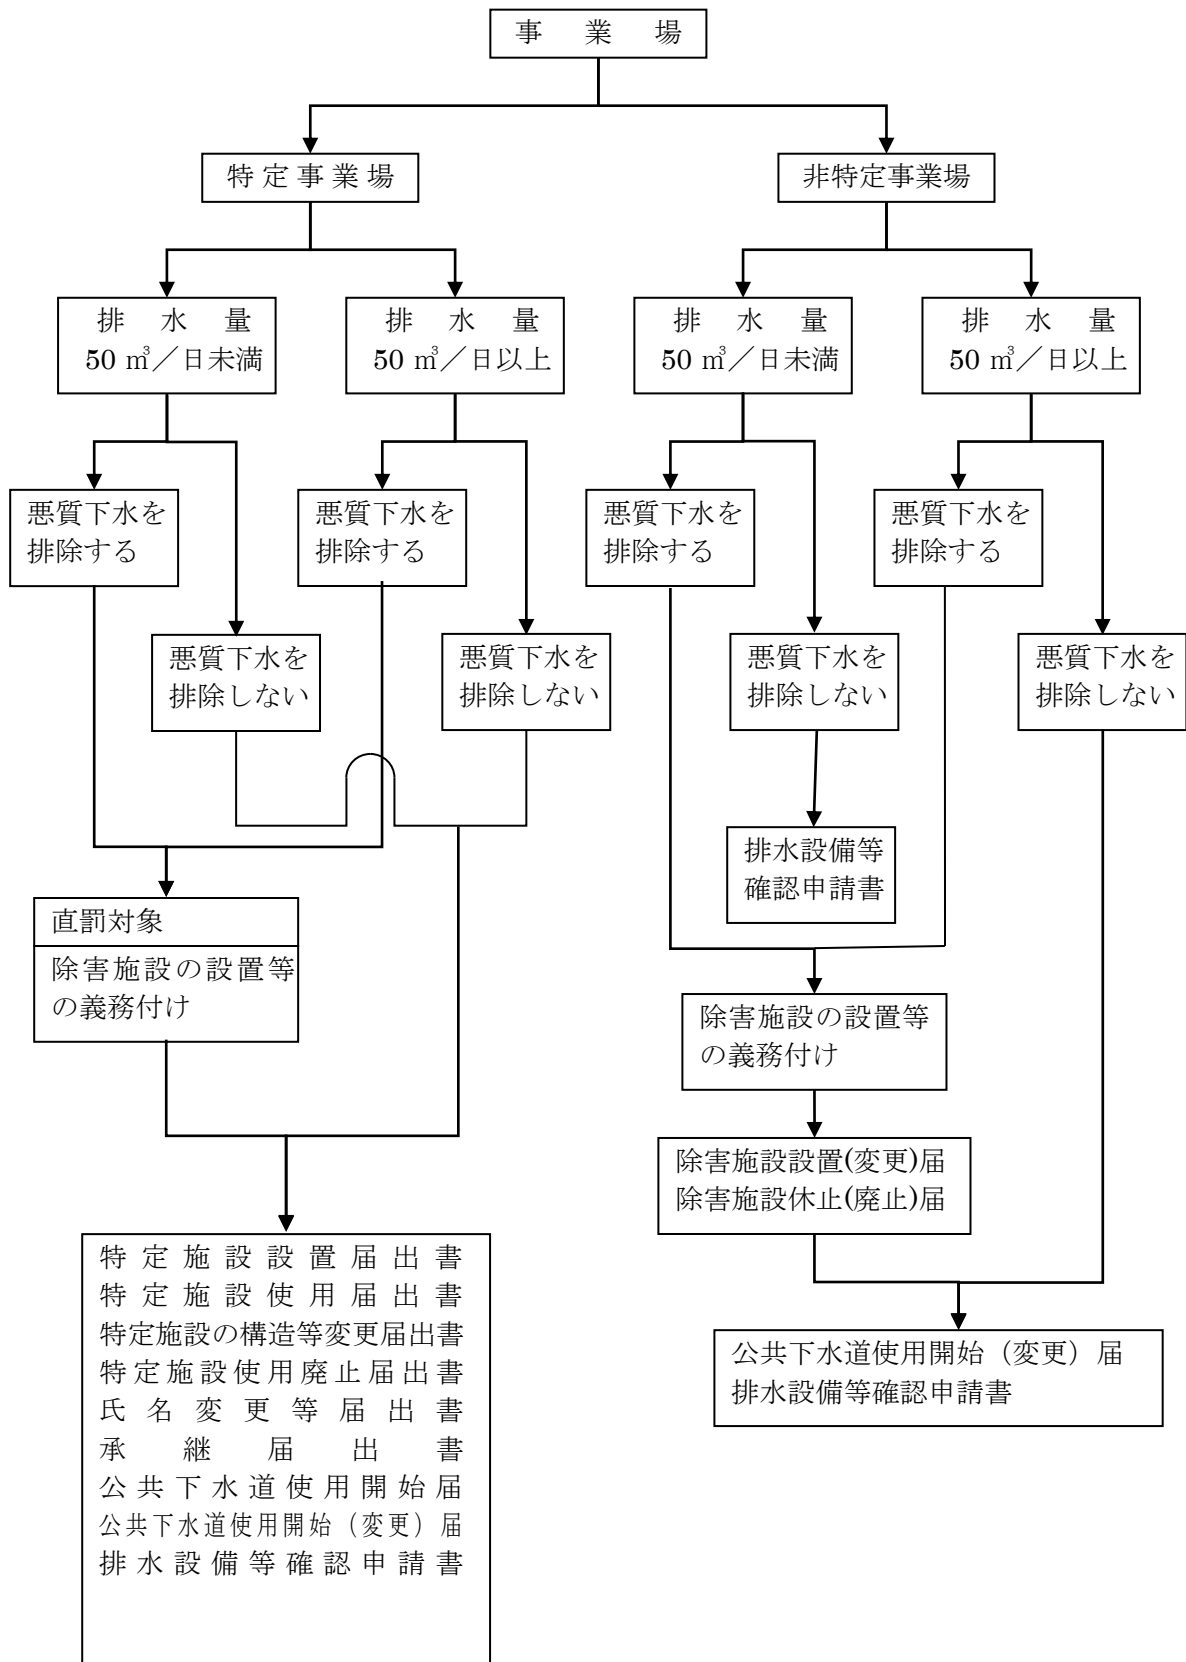 事業場
特定事業場
非特定事業場
排水量
50 ㎥／日未満
排水量
50 ㎥／日以上
排水量
50 ㎥／日未満
排水量
50 ㎥／日以上
悪質下水を
排除する
悪質下水を
排除する
悪質下水を
排除する
悪質下水を
排除する
悪質下水を
排除しない
悪質下水を
排除しない
悪質下水を
排除しない
悪質下水を
排除しない
排水設備等
確認申請書
直罰対象
除害施設の設置等
の義務付け
除害施設の設置等
の義務付け
除害施設設置(変更)届
除害施設休止(廃止)届
特定施設設置届出書
特定施設使用届出書
特定施設の構造等変更届出書
特定施設使用廃止届出書
氏名変更等届出書
承継届出書
公共下水道使用開始届
公共下水道使用開始（変更）届
排水設備等確認申請書
公共下水道使用開始（変更）届
排水設備等確認申請書